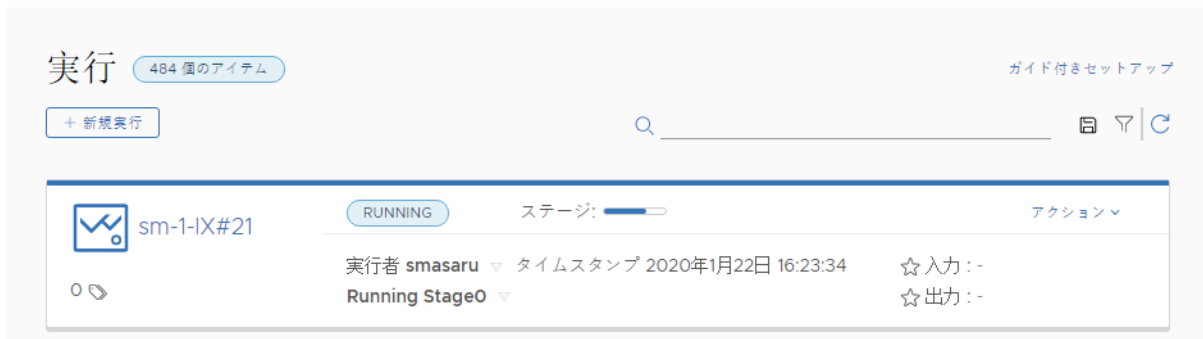 実行 484 個のアイテム ガイド付きセットアップ
+ 新規実行
sm-1-IX#21 RUNNING ステージ: アクション
実行者 smasaru タイムスタンプ 2020年1月22日 16:23:34 入力 : -
0 Running Stage0 出力 : -